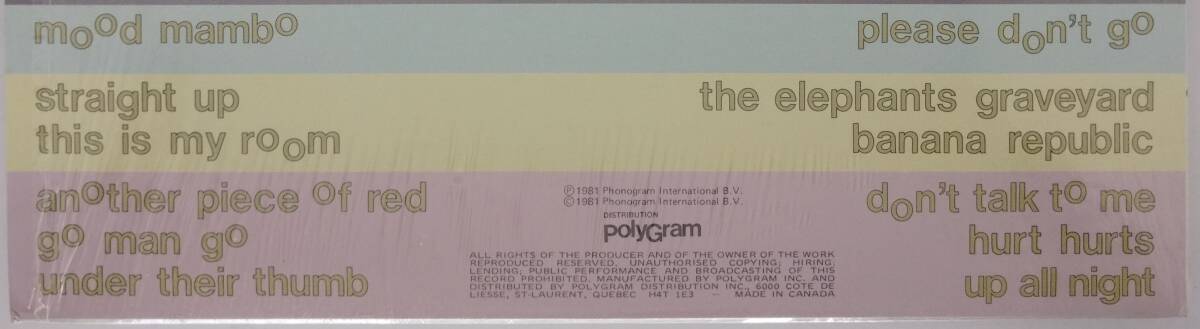 mood mambo
straight up
this is my room
another piece of red
go man go
under their thumb
℗1981 Phonogram International B.V.
©1981 Phonogram International B.V.
DISTRIBUTION
polyGram
ALL RIGHTS OF THE PRODUCER AND OF THE OWNER OF THE WORK
REPRODUCED RESERVED. UNAUTHORISED COPYING; HIRING;
LENDING; PUBLIC PERFORMANCE AND BROADCASTING OF THIS
RECORD PROHIBITED. MANUFACTURED BY POLYGRAM INC. AND
DISTRIBUTED BY POLYGRAM DISTRIBUTION INC., 6000 COTE DE
LIESSE, ST-LAURENT, QUEBEC H4T 1E3 — MADE IN CANADA
please don't go
the elephants graveyard
banana republic
don't talk to me
hurt hurts
up all night